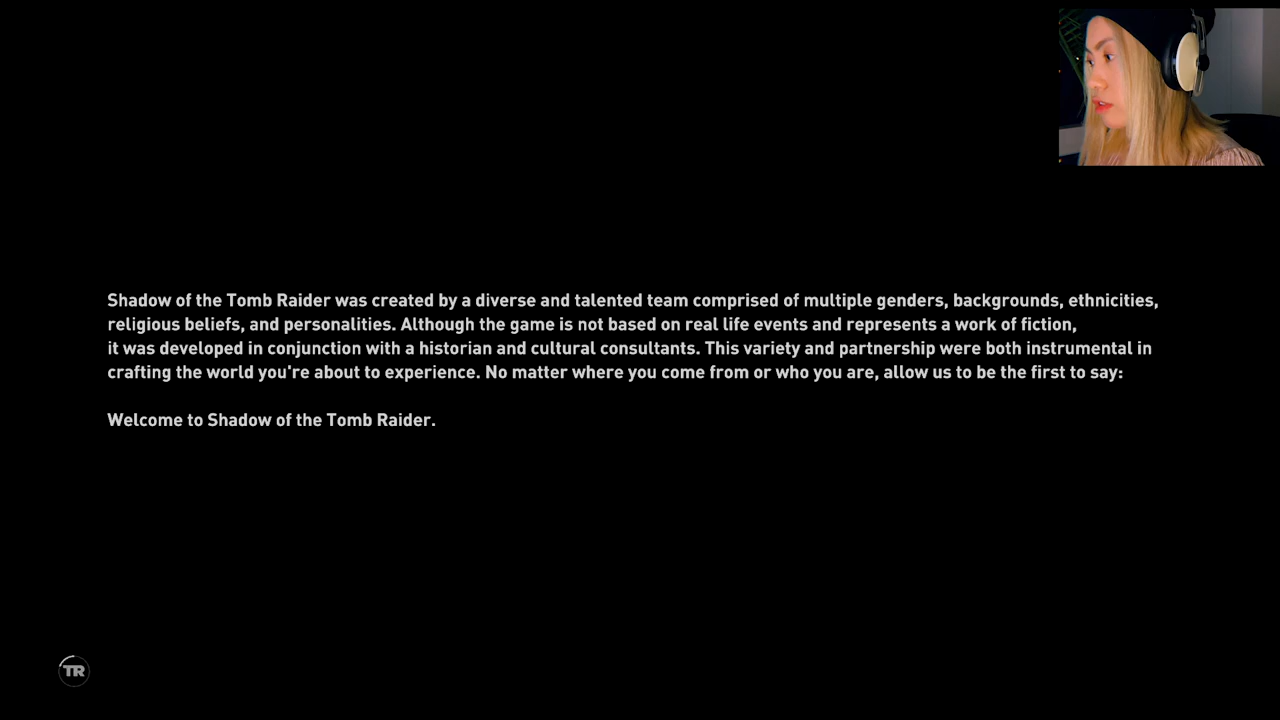 Shadow of the Tomb Raider was created by a diverse and talented team comprised of multiple genders, backgrounds, ethnicities,
religious beliefs, and personalities. Although the game is not based on real life events and represents a work of fiction,
it was developed in conjunction with a historian and cultural consultants. This variety and partnership were both instrumental in
crafting the world you're about to experience. No matter where you come from or who you are, allow us to be the first to say:
Welcome to Shadow of the Tomb Raider.
TR